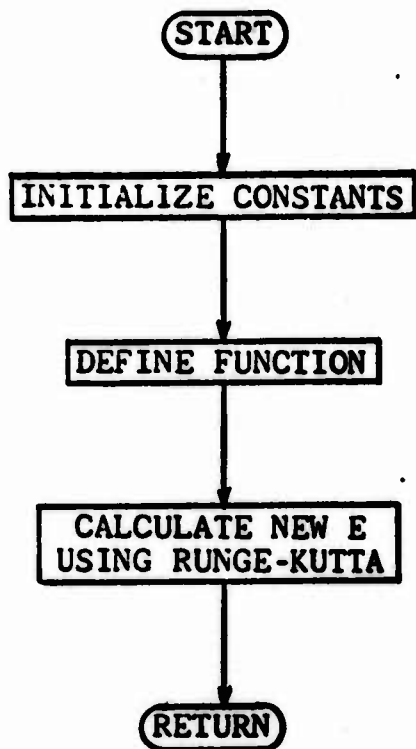 START
INITIALIZE CONSTANTS
DEFINE FUNCTION
CALCULATE NEW E
USING RUNGE-KUTTA
RETURN